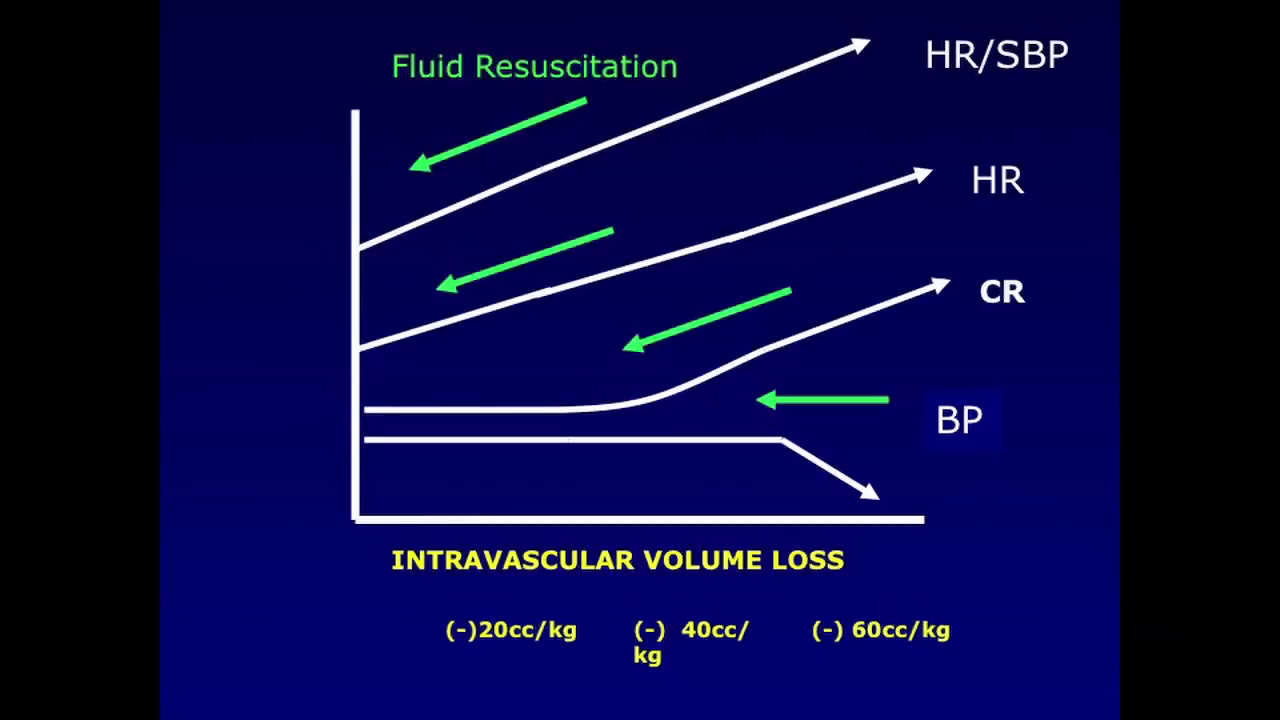 Fluid Resuscitation
HR/SBP
HR
CR
BP
INTRAVASCULAR VOLUME LOSS
(-)20cc/kg
(-) 40cc/
kg
(-) 60cc/kg